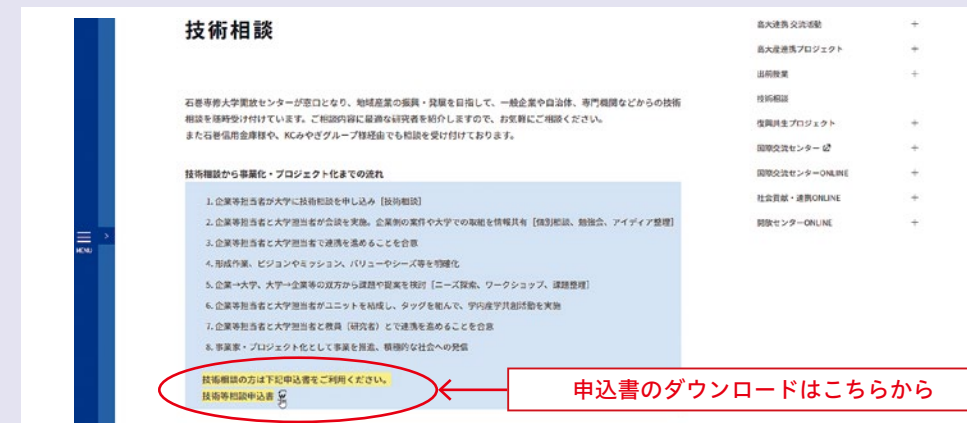 技術相談
石巻専修大学開放センターが窓口となり、地域産業の振興・発展を目指して、一般企業や自治体、専門機関などからの技術
相談を随時受け付けています。ご相談内容に最適な研究者を紹介しますので、お気軽にご相談ください。
また石巻信用金庫様や、KCみやぎグループ様経由でも相談を受け付けております。
技術相談から事業化・プロジェクト化までの流れ
1. 企業等担当者が大学に技術相談を申し込み［技術相談］
2. 企業等担当者と大学担当者が会談を実施。企業側の案件や大学での取組を情報共有［個別相談、勉強会、アイディア整理］
3. 企業等担当者と大学担当者で連携を進めることを合意
4. 形成作業、ビジョンやミッション、バリューやシーズ等を明確化
5. 企業→大学、大学→企業等の双方から課題や提案を検討［ニーズ探索、ワークショップ、課題整理］
6. 企業等担当者と大学担当者がユニットを結成し、タッグを組んで、学内産学共創活動を実施
7. 企業等担当者と大学担当者と教員（研究者）とで連携を進めることを合意
8. 事業家・プロジェクト化として事業を推進、積極的な社会への発信
技術相談の方は下記申込書をご利用ください。
技術等相談申込書
申込書のダウンロードはこちらから
MENU
高大連携 交流活動
高大産連携プロジェクト
出前授業
技術相談
復興共生プロジェクト
国際交流センター
国際交流センターONLINE
社会貢献・連携ONLINE
開放センターONLINE